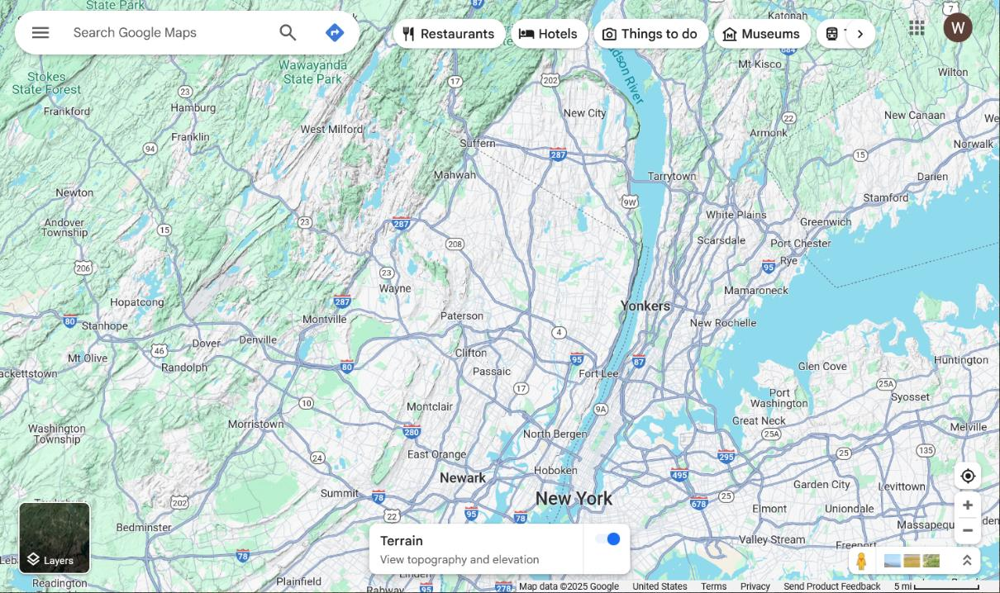 State Park
87
Katonah
7
Search Google Maps
Restaurants
Hotels
Things to do
Museums
W
684
Wawayanda
State Park
Mt Kisco
Stokes
State Forest
17
202
Hudson River
Wilton
23
Frankford
Hamburg
New City
22
New Canaan
West Milford
Armonk
Franklin
Suffern
94
287
15
Norwalk
Mahwah
Tarrytown
Darien
Newton
9W
Stamford
White Plains
Andover
Township
23
287
15
Greenwich
208
Scarsdale
Port Chester
Rye
206
23
95
Wayne
Mamaroneck
Hopatcong
287
Yonkers
80
Stanhope
Montville
Paterson
New Rochelle
4
Dover
Denville
46
Clifton
Mt Olive
Randolph
80
95
87
Glen Cove
Huntington
Passaic
Fort Lee
ackettstown
17
25A
Port
Washington
Syosset
10
Montclair
9A
Great Neck
Morristown
Washington
Township
280
North Bergen
25A
Melville
24
East Orange
295
25
135
Hoboken
Newark
495
Garden City
Levittown
Summit
78
New York
678
25
202
22
95
78
Elmont
Uniondale
Bedminster
Massapequ
Terrain
View topography and elevation
Valley Stream
Freeport
78
Layers
Readington
Township
Plainfield
Linden
Rahway
95
278
Map data ©2025 Google
United States
Terms
Privacy
Send Product Feedback
5 mi